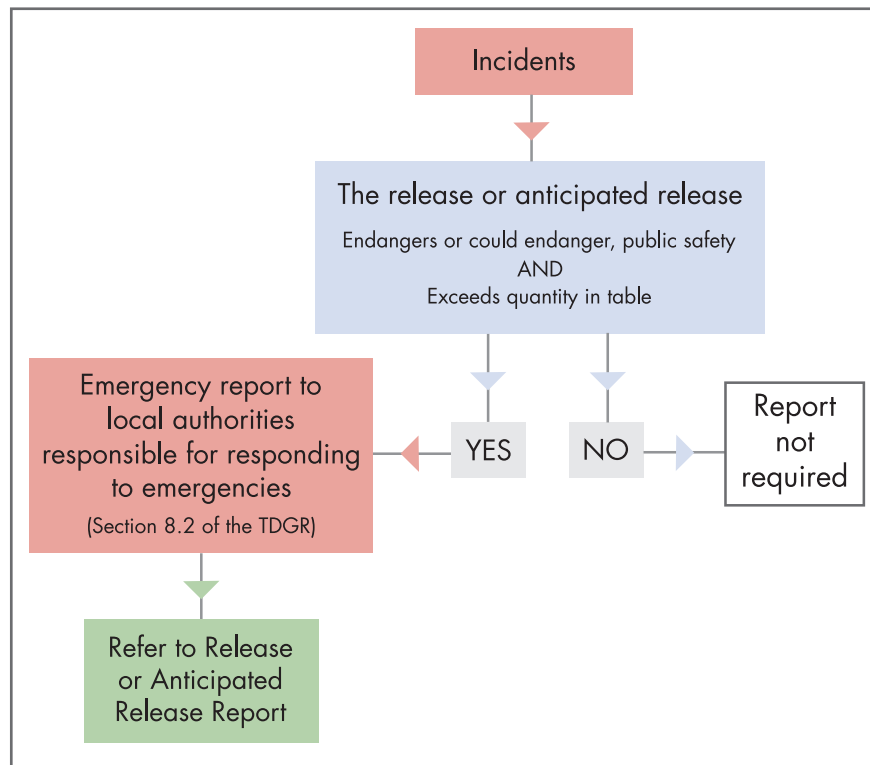 Incidents
The release or anticipated release
Endangers or could endanger, public safety
AND
Exceeds quantity in table
Emergency report to
local authorities
responsible for responding
to emergencies
(Section 8.2 of the TDGR)
YES
NO
Report
not
required
Refer to Release
or Anticipated
Release Report